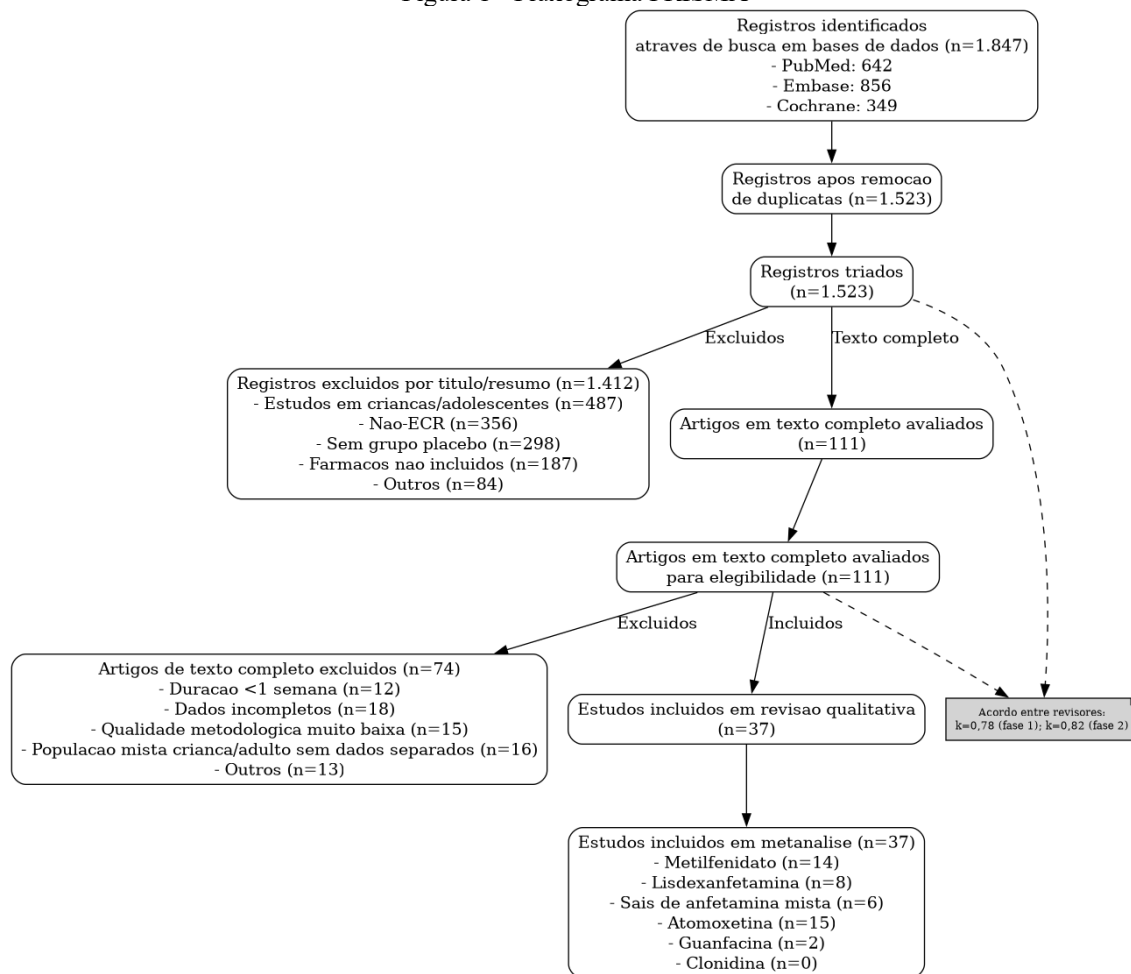 Registros identificados
atraves de busca em bases de dados (n=1.847)
- PubMed: 642
- Embase: 856
- Cochrane: 349
Registros apos remocao
de duplicatas (n=1.523)
Registros triados
(n=1.523)
Excluidos
Texto completo
Registros excluidos por titulo/resumo (n=1.412)
- Estudos em criancas/adolescentes (n=487)
- Nao-ECR (n=356)
- Sem grupo placebo (n=298)
- Farmacos nao incluidos (n=187)
- Outros (n=84)
Artigos em texto completo avaliados
(n=111)
Artigos em texto completo avaliados
para elegibilidade (n=111)
Excluidos
Incluidos
Artigos de texto completo excluidos (n=74)
- Duracao <1 semana (n=12)
- Dados incompletos (n=18)
- Qualidade metodologica muito baixa (n=15)
- Populacao mista crianca/adulto sem dados separados (n=16)
- Outros (n=13)
Estudos incluidos em revisao qualitativa
(n=37)
Acordo entre revisores:
k=0,78 (fase 1); k=0,82 (fase 2)
Estudos incluidos em metanalise (n=37)
- Metilfenidato (n=14)
- Lisdexanfetamina (n=8)
- Sais de anfetamina mista (n=6)
- Atomoxetina (n=15)
- Guanfacina (n=2)
- Clonidina (n=0)